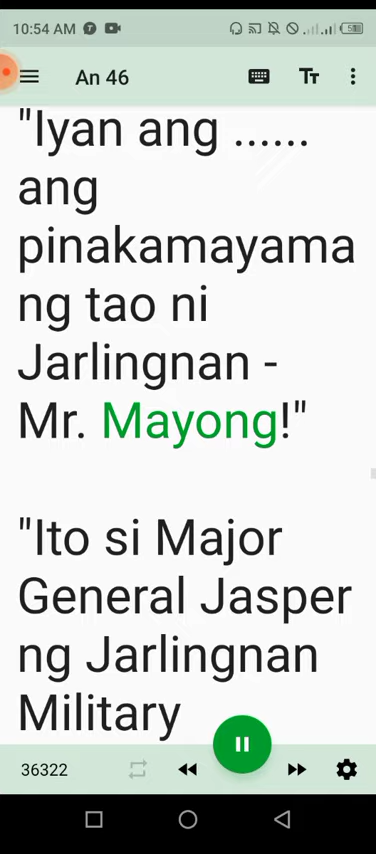 10:54 AM
An 46
"Iyan ang ......
ang
pinakamayama
ng tao ni
Jarlingnan -
Mr. Mayong!"
"Ito si Major
General Jasper
ng Jarlingnan
Military
36322